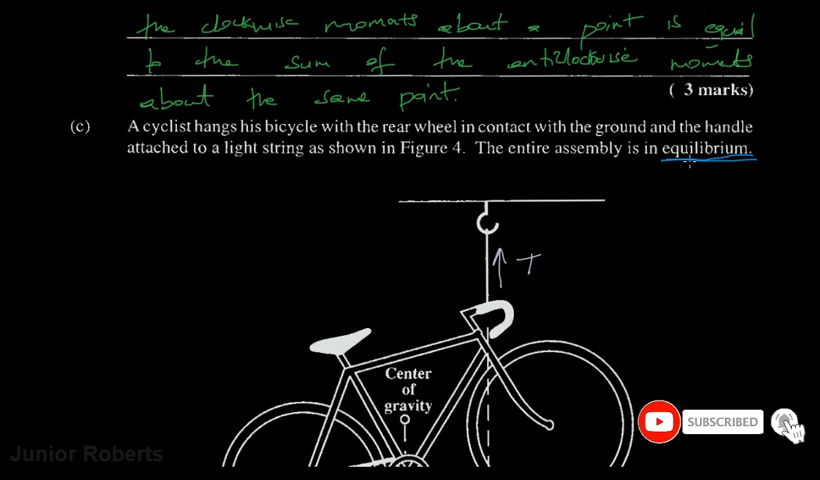 the clockwise moments about a point is equal
to the sum of the anticlockwise moments
about the same point.
( 3 marks)
(c) A cyclist hangs his bicycle with the rear wheel in contact with the ground and the handle
attached to a light string as shown in Figure 4. The entire assembly is in equilibrium.
T
Center
of
gravity
SUBSCRIBED
Junior Roberts